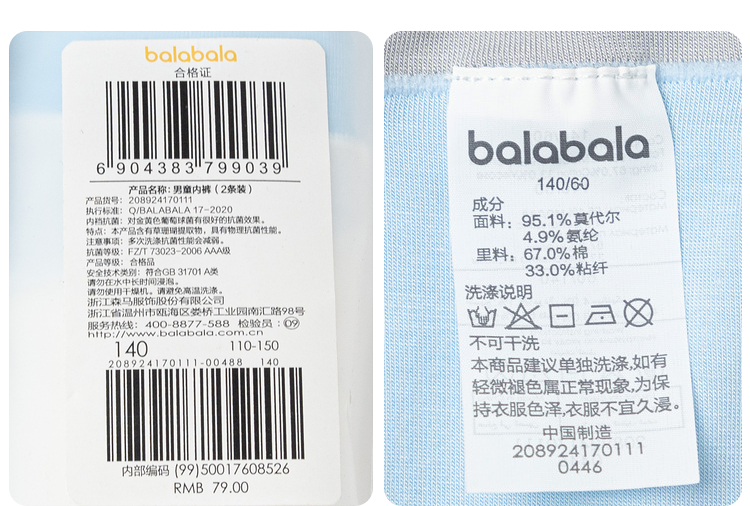 balabala
合格证
6 904383 799039
产品名称: 男童内裤（2条装）
产品货号: 208924170111
执行标准: Q/BALABALA 17-2020
内裆抗菌: 对金黄色葡萄球菌有很好的抗菌效果。
特点: 本产品含有草珊瑚提取物，具有物理抗菌性能。
注意事项: 多次洗涤抗菌性能会减弱。
抗菌等级: FZ/T 73023-2006 AAA级
产品等级: 合格品
安全技术类别: 符合GB 31701 A类
请勿在水中长时间浸泡。
请勿使用干燥机。请避免高温洗涤。
浙江森马服饰股份有限公司
浙江省温州市瓯海区娄桥工业园南汇路98号
服务热线: 400-8877-588 检验员: 09
http://www.balabala.com.cn
140 110-150
208924170111-00488 140
内部编码 (99)50017608526
RMB 79.00
balabala
140/60
成分
面料: 95.1%莫代尔
4.9%氨纶
里料: 67.0%棉
33.0%粘纤
洗涤说明
不可干洗
本商品建议单独洗涤,如有
轻微褪色属正常现象,为保
持衣服色泽,衣服不宜久浸。
中国制造
208924170111
0446